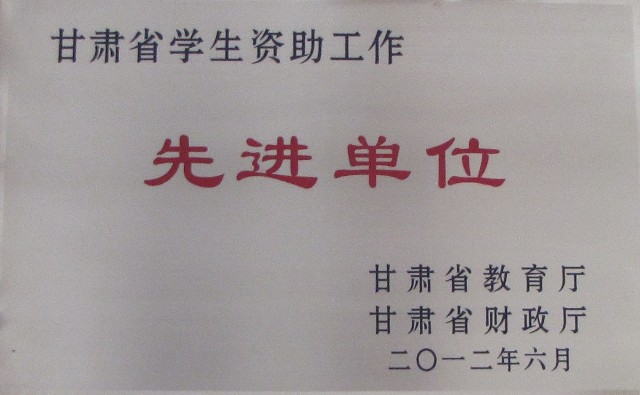 甘肃省学生资助工作
先进单位
甘肃省教育厅
甘肃省财政厅
二〇一二年六月